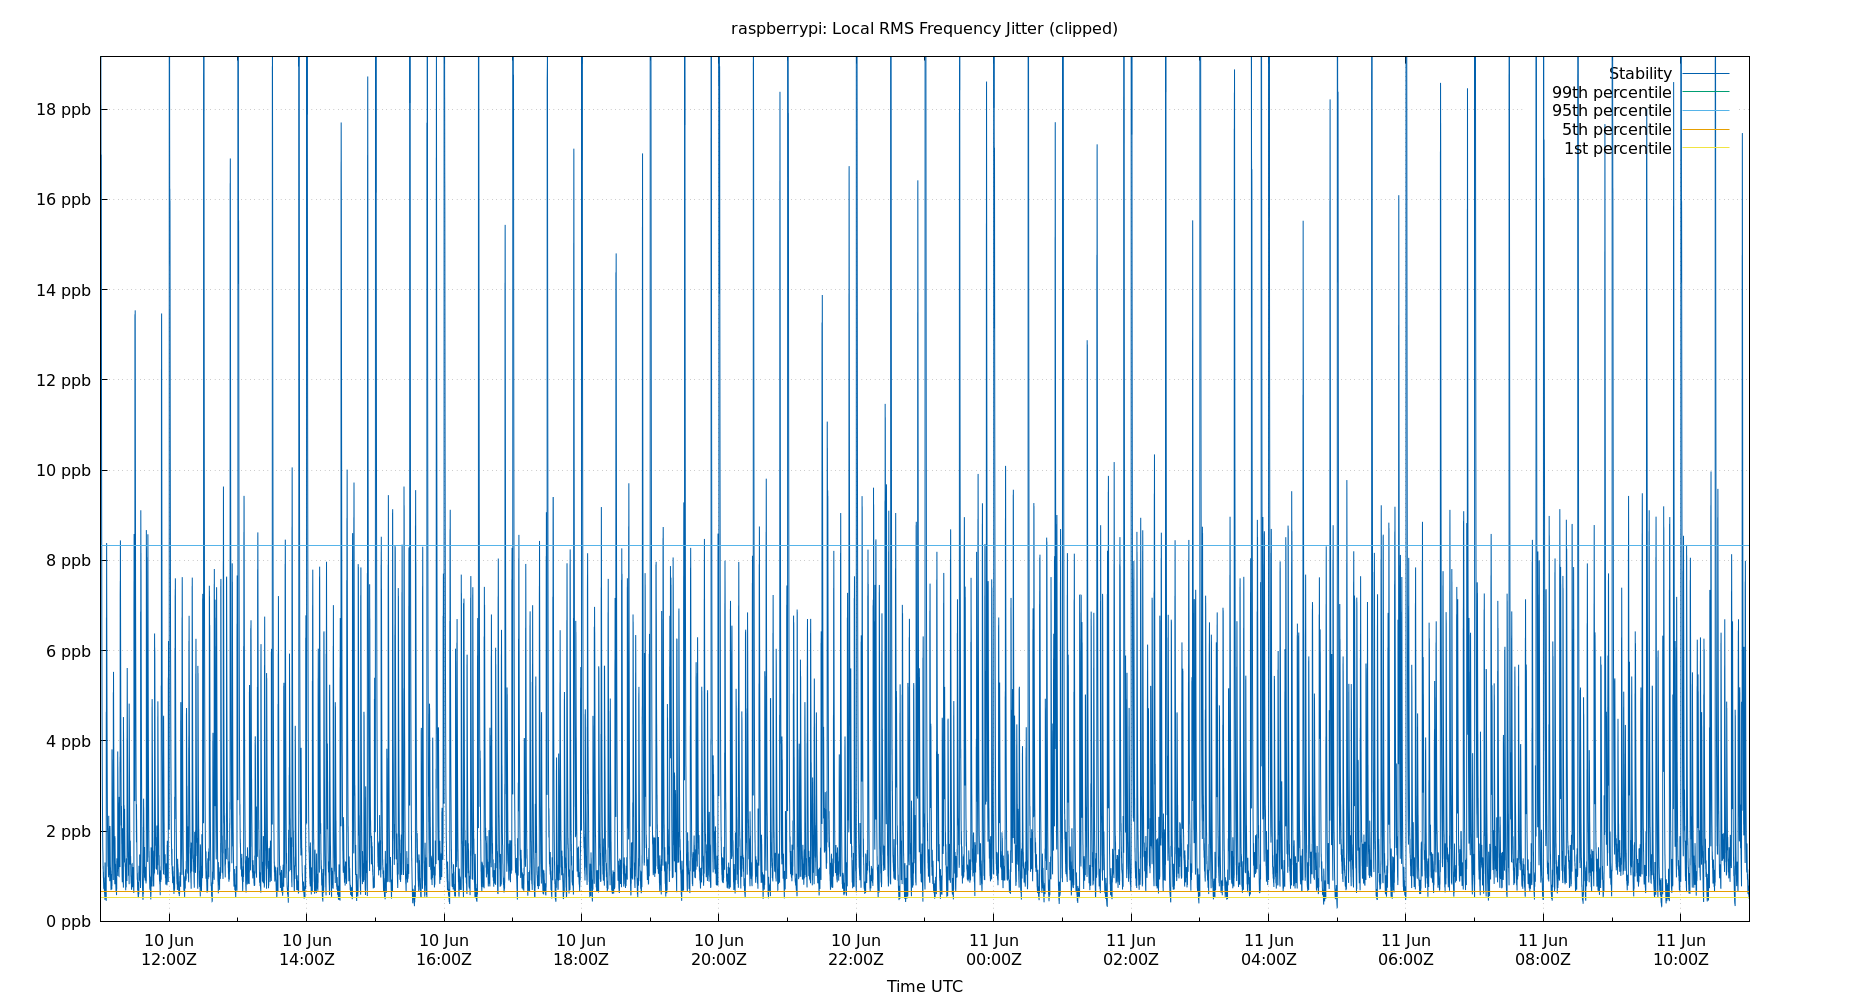 raspberrypi: Local RMS Frequency Jitter (clipped)
Stability
99th percentile
95th percentile
5th percentile
1st percentile
18 ppb
16 ppb
14 ppb
12 ppb
10 ppb
8 ppb
6 ppb
4 ppb
2 ppb
0 ppb
10 Jun 10 Jun 10 Jun 10 Jun 10 Jun 10 Jun 11 Jun 11 Jun 11 Jun 11 Jun 11 Jun 11 Jun
12:00Z 14:00Z 16:00Z 18:00Z 20:00Z 22:00Z 00:00Z 02:00Z 04:00Z 06:00Z 08:00Z 10:00Z
Time UTC